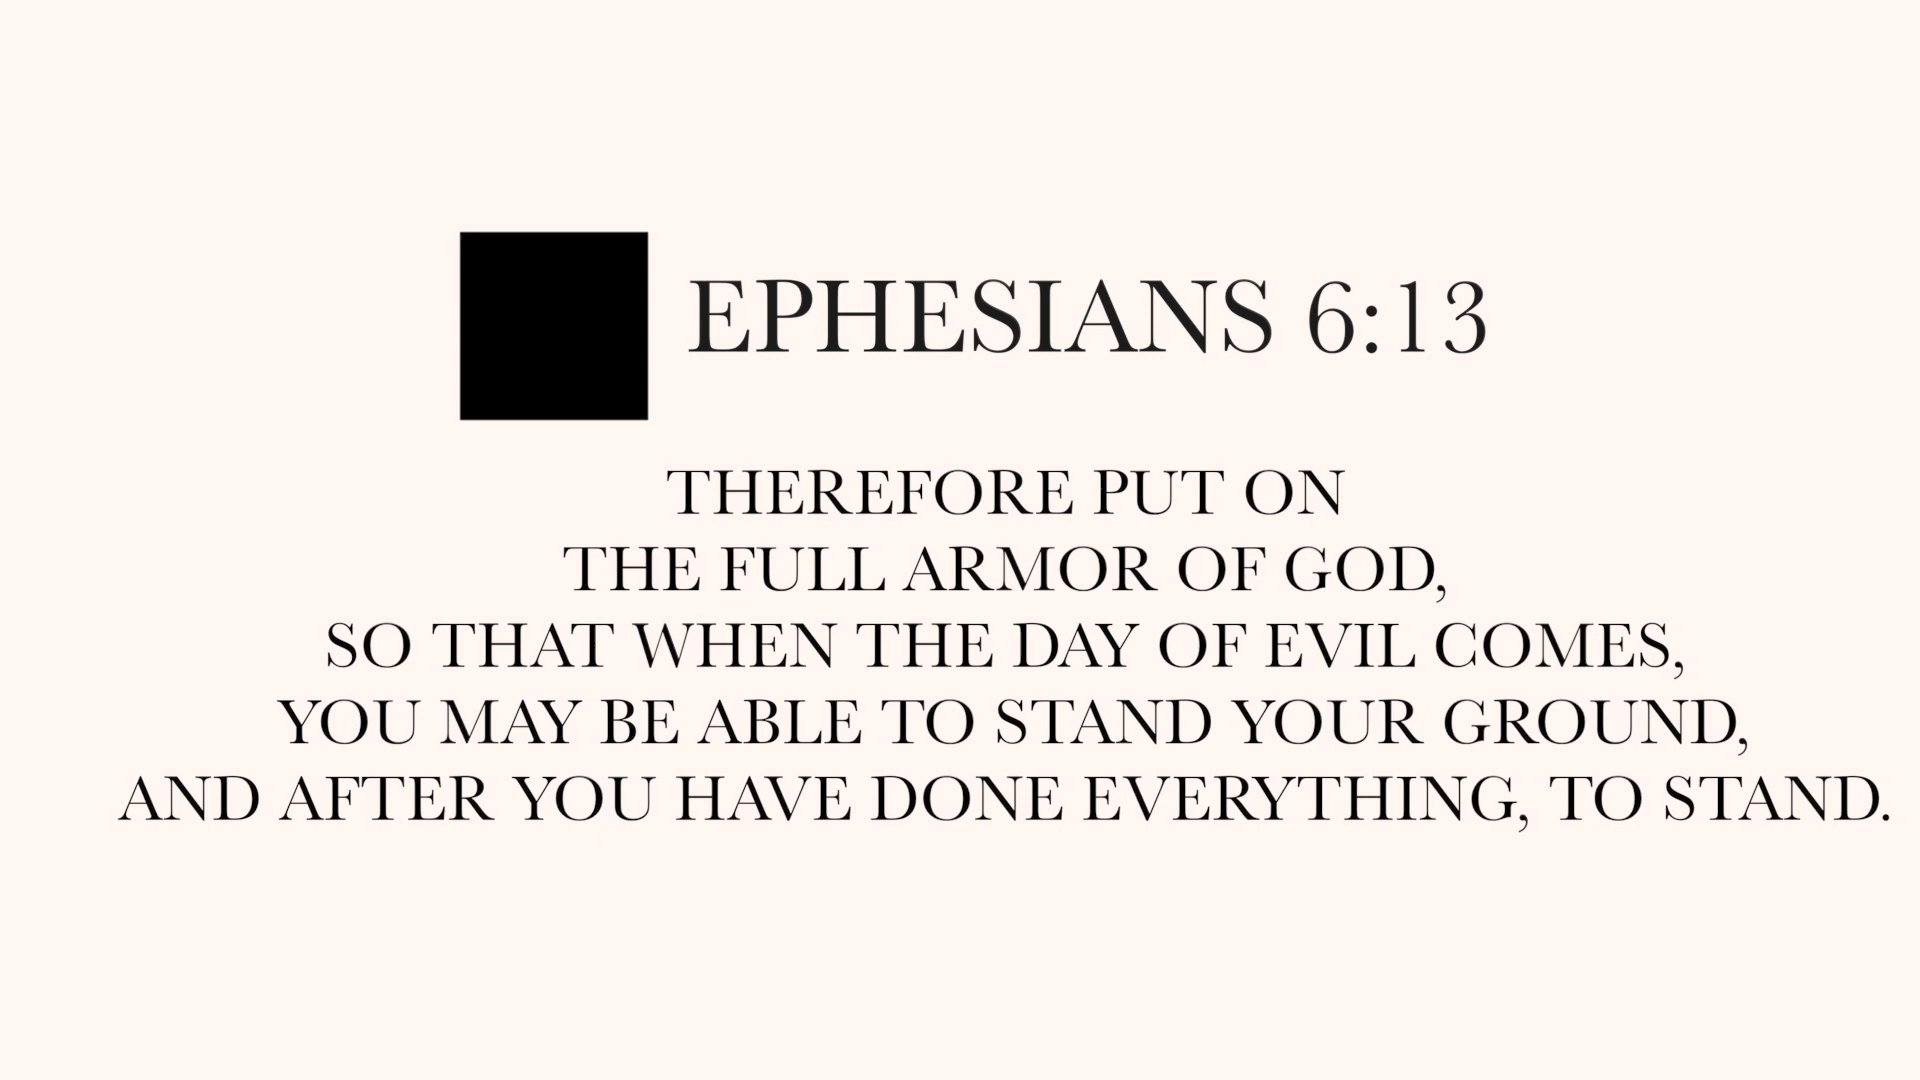 EPHESIANS 6:13
THEREFORE PUT ON
THE FULL ARMOR OF GOD,
SO THAT WHEN THE DAY OF EVIL COMES,
YOU MAY BE ABLE TO STAND YOUR GROUND,
AND AFTER YOU HAVE DONE EVERYTHING, TO STAND.